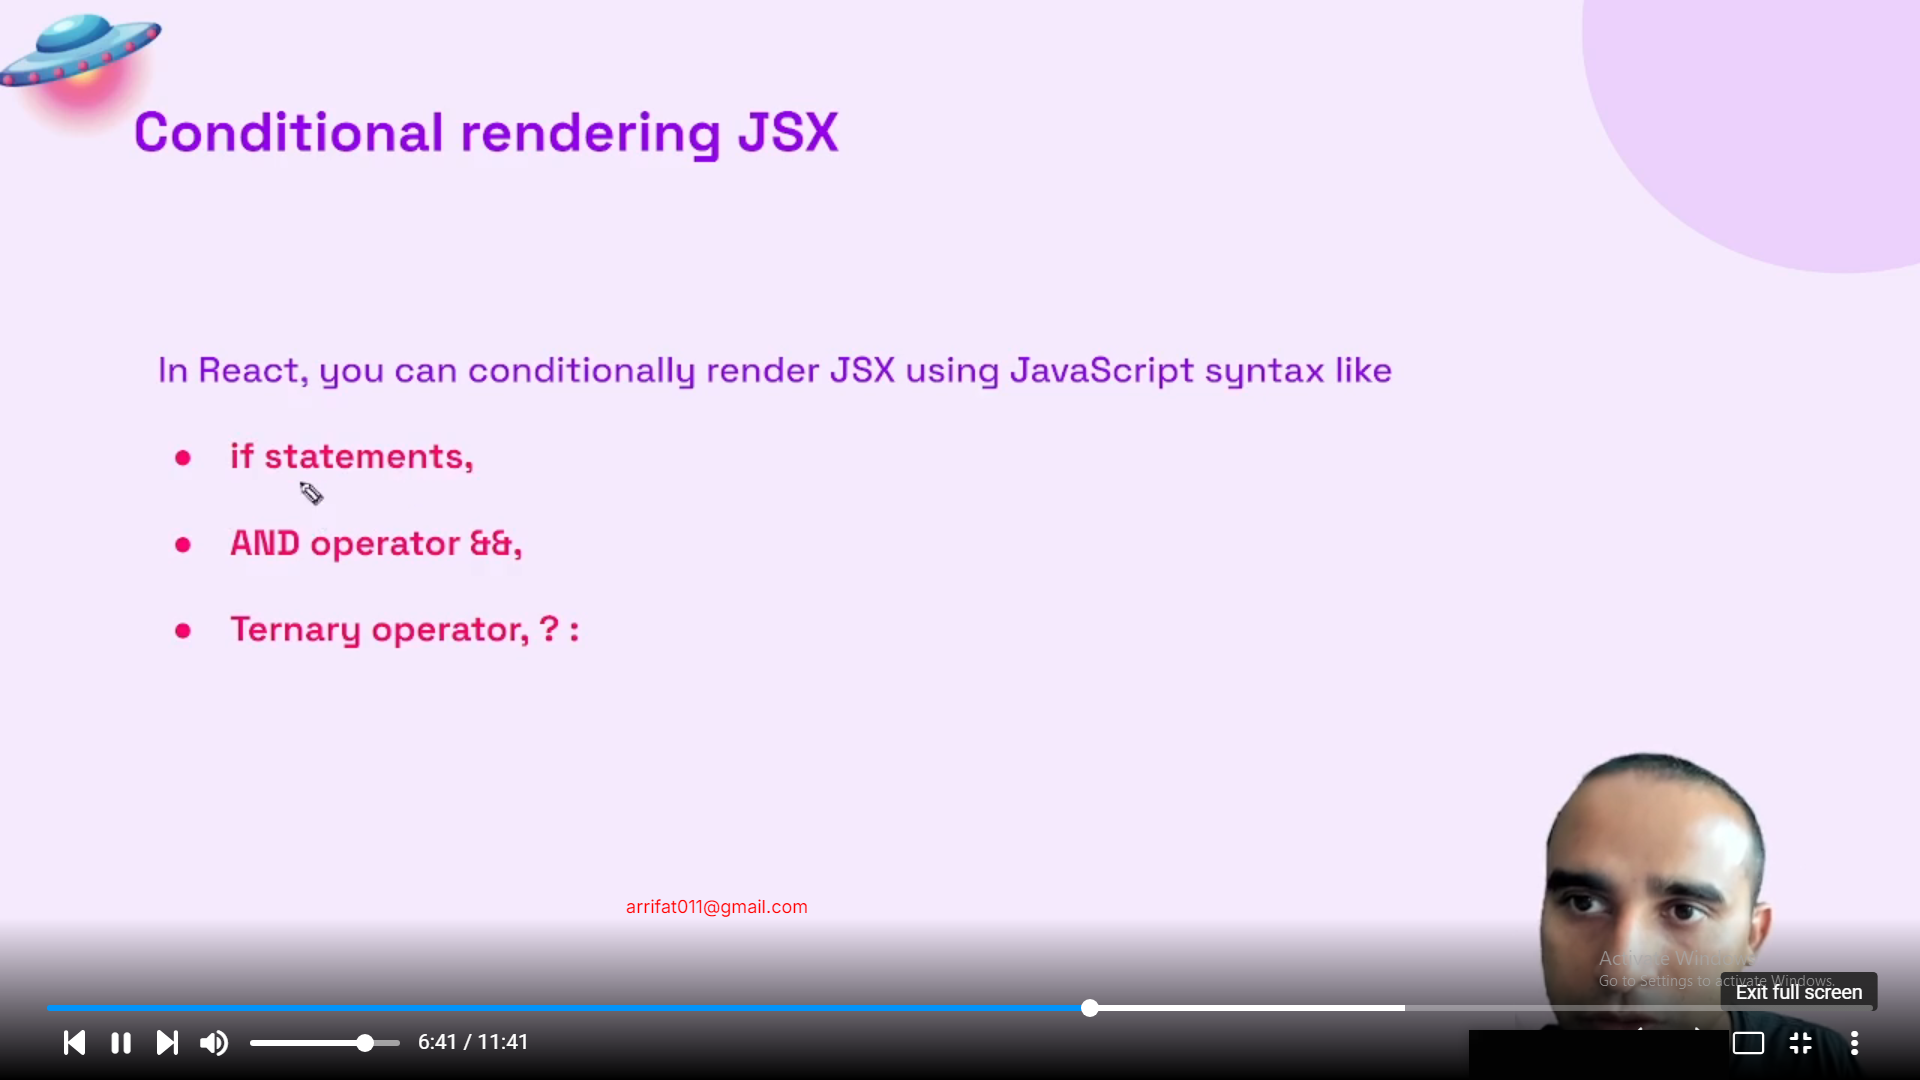 Conditional rendering JSX
In React, you can conditionally render JSX using JavaScript syntax like
● if statements,
● AND operator &&,
● Ternary operator, ? :
arrifat011@gmail.com
Activate Windows
Go to Settings to activate Windows.
Exit full screen
6:41 / 11:41